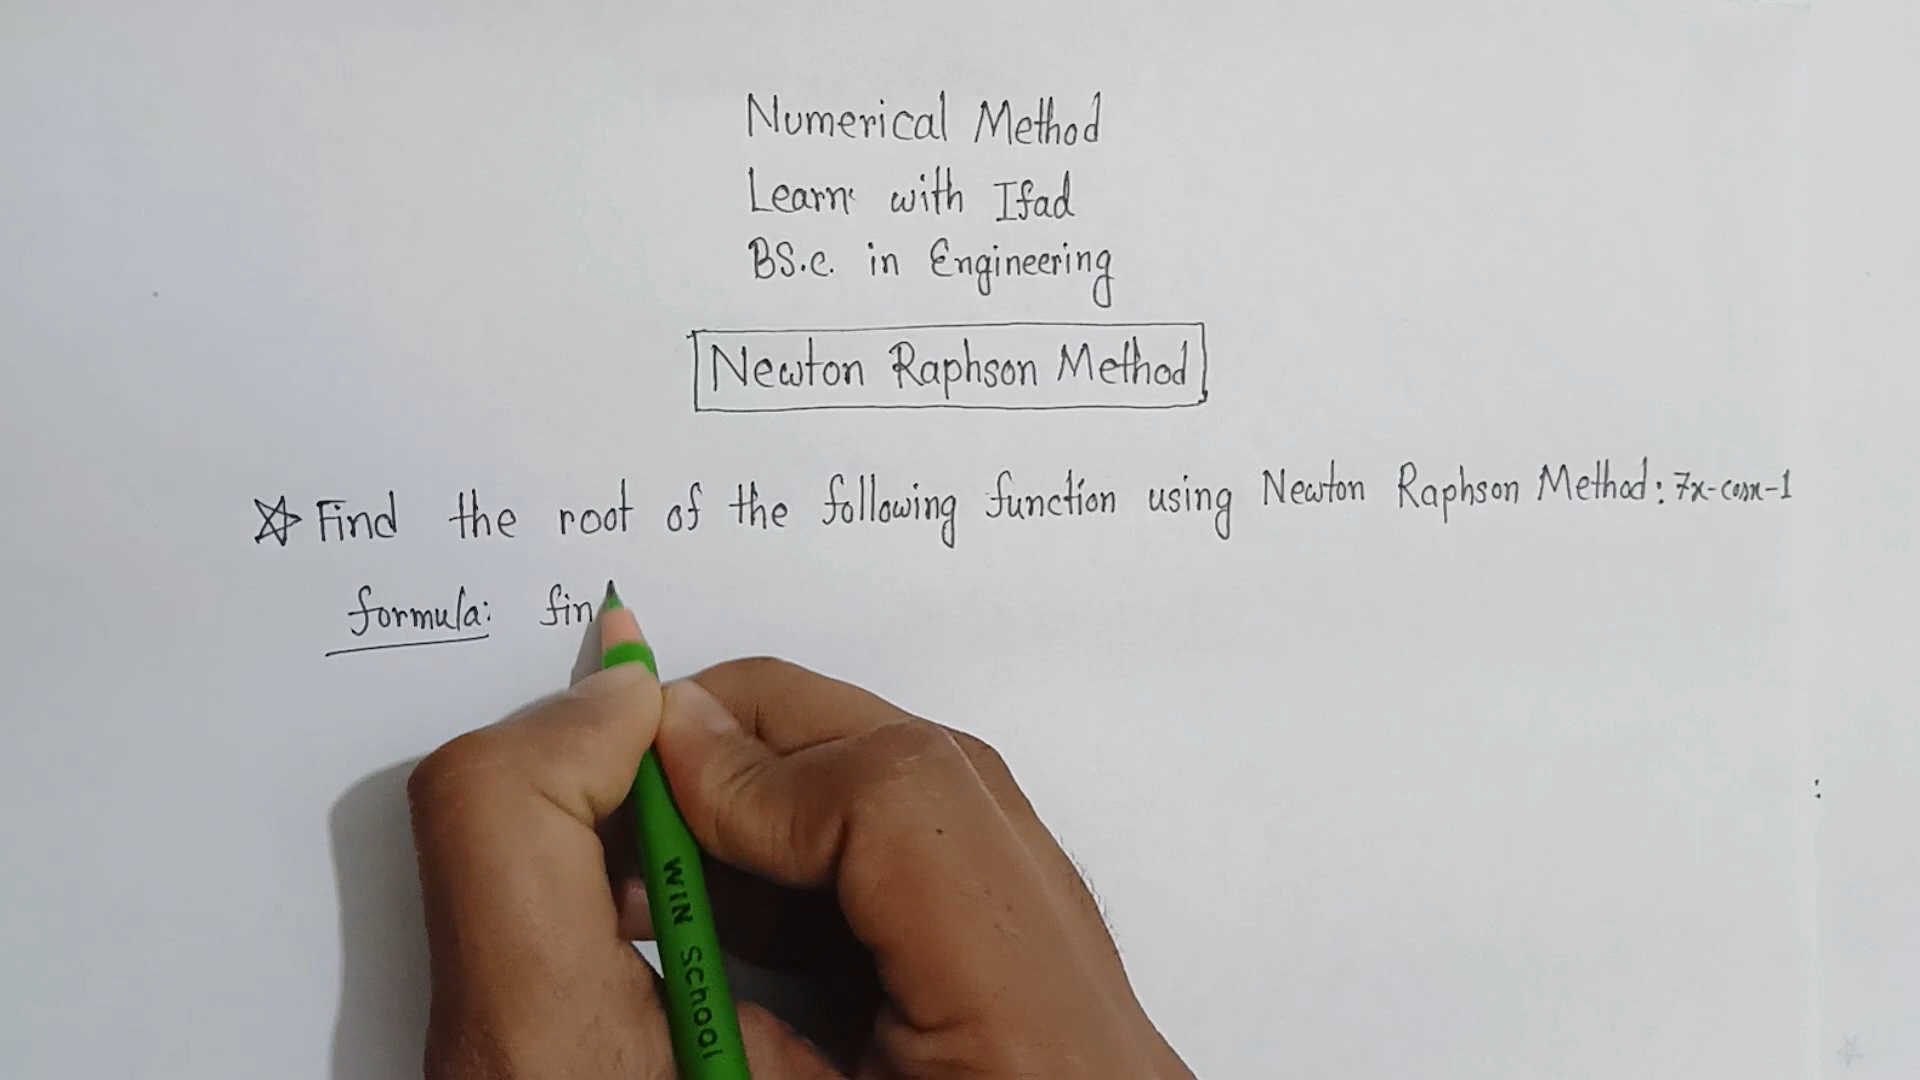 Numerical Method
Learn with Ifad
BS.c. in Engineering
Newton Raphson Method
Find the root of the following function using Newton Raphson Method: 7x-cosx-1
formula: fin
WIN School